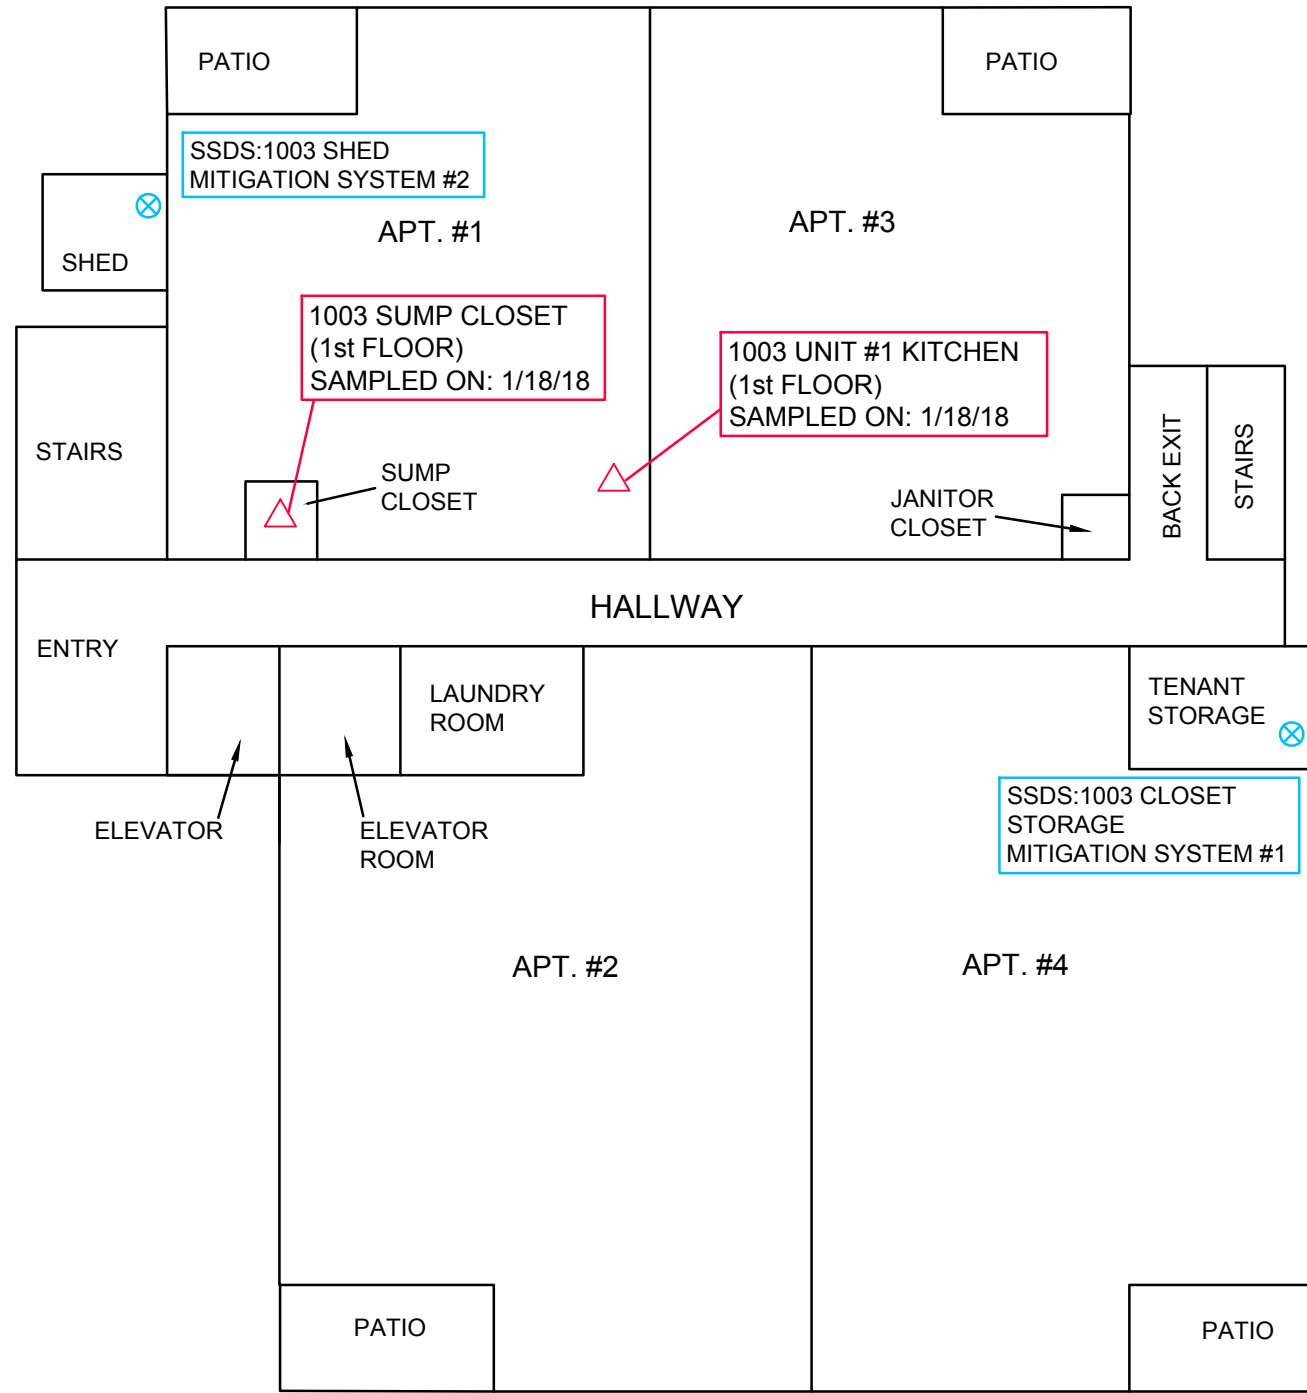 PATIO
PATIO
SSDS:1003 SHED
MITIGATION SYSTEM #2
APT. #1
APT. #3
SHED
1003 SUMP CLOSET
(1st FLOOR)
SAMPLED ON: 1/18/18
1003 UNIT #1 KITCHEN
(1st FLOOR)
SAMPLED ON: 1/18/18
STAIRS
SUMP
CLOSET
JANITOR
CLOSET
BACK EXIT
STAIRS
HALLWAY
ENTRY
LAUNDRY
ROOM
TENANT
STORAGE
ELEVATOR
ELEVATOR
ROOM
SSDS:1003 CLOSET
STORAGE
MITIGATION SYSTEM #1
APT. #2
APT. #4
PATIO
PATIO